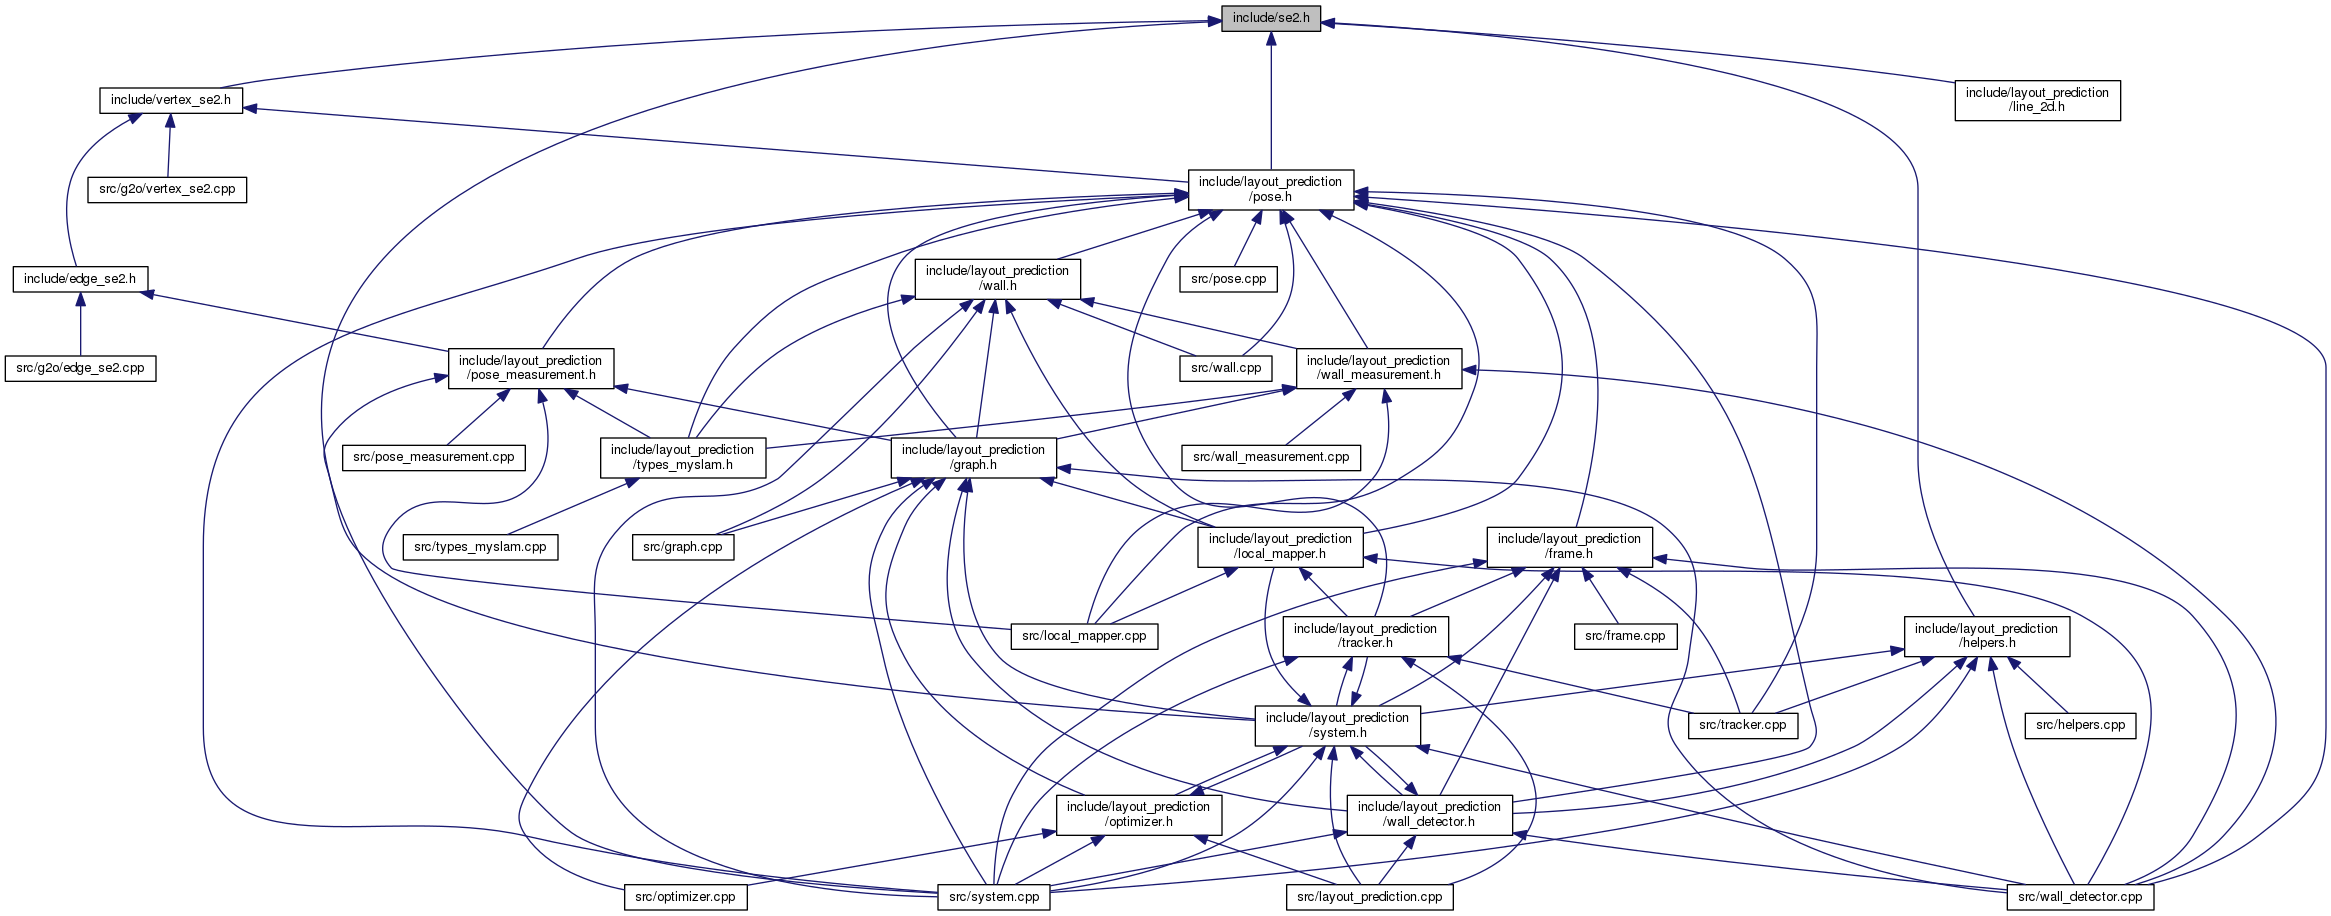 include/se2.h
include/layout_prediction
/line_2d.h
include/vertex_se2.h
src/g2o/vertex_se2.cpp
include/layout_prediction
/pose.h
include/edge_se2.h
include/layout_prediction
/wall.h
src/pose.cpp
src/g2o/edge_se2.cpp
include/layout_prediction
/pose_measurement.h
src/wall.cpp
include/layout_prediction
/wall_measurement.h
src/pose_measurement.cpp
include/layout_prediction
/types_myslam.h
include/layout_prediction
/graph.h
src/wall_measurement.cpp
src/types_myslam.cpp
src/graph.cpp
include/layout_prediction
/local_mapper.h
include/layout_prediction
/frame.h
src/local_mapper.cpp
include/layout_prediction
/tracker.h
src/frame.cpp
include/layout_prediction
/helpers.h
include/layout_prediction
/system.h
src/tracker.cpp
src/helpers.cpp
include/layout_prediction
/optimizer.h
include/layout_prediction
/wall_detector.h
src/optimizer.cpp
src/system.cpp
src/layout_prediction.cpp
src/wall_detector.cpp